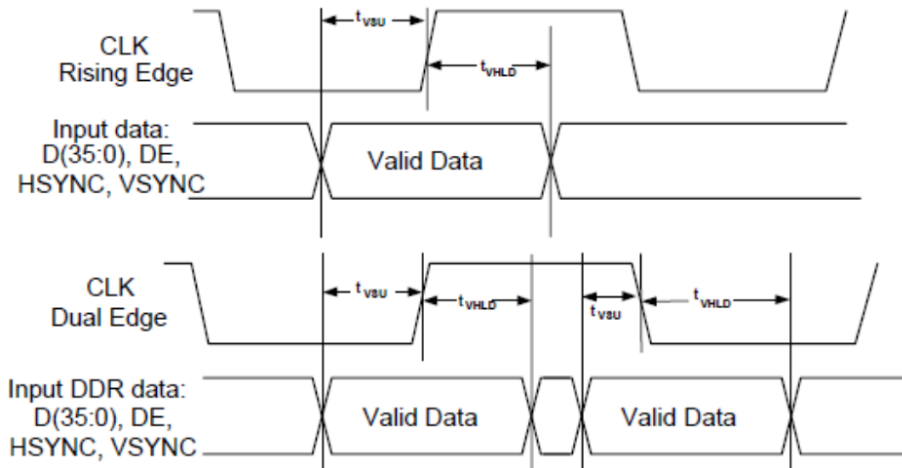 tVSU
CLK
Rising Edge
tVHLD
Input data:
D(35:0), DE,
HSYNC, VSYNC
Valid Data
CLK
Dual Edge
tVSU
tVHLD
tVSU
tVHLD
Input DDR data:
D(35:0), DE,
HSYNC, VSYNC
Valid Data
Valid Data